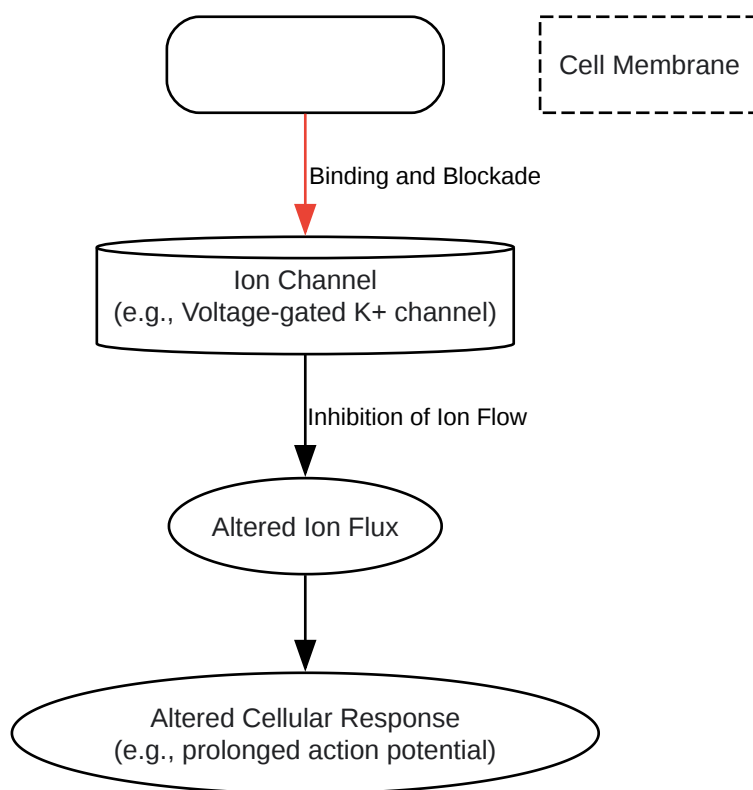 Cell Membrane
Binding and Blockade
Ion Channel
(e.g., Voltage-gated K+ channel)
Inhibition of Ion Flow
Altered Ion Flux
Altered Cellular Response
(e.g., prolonged action potential)